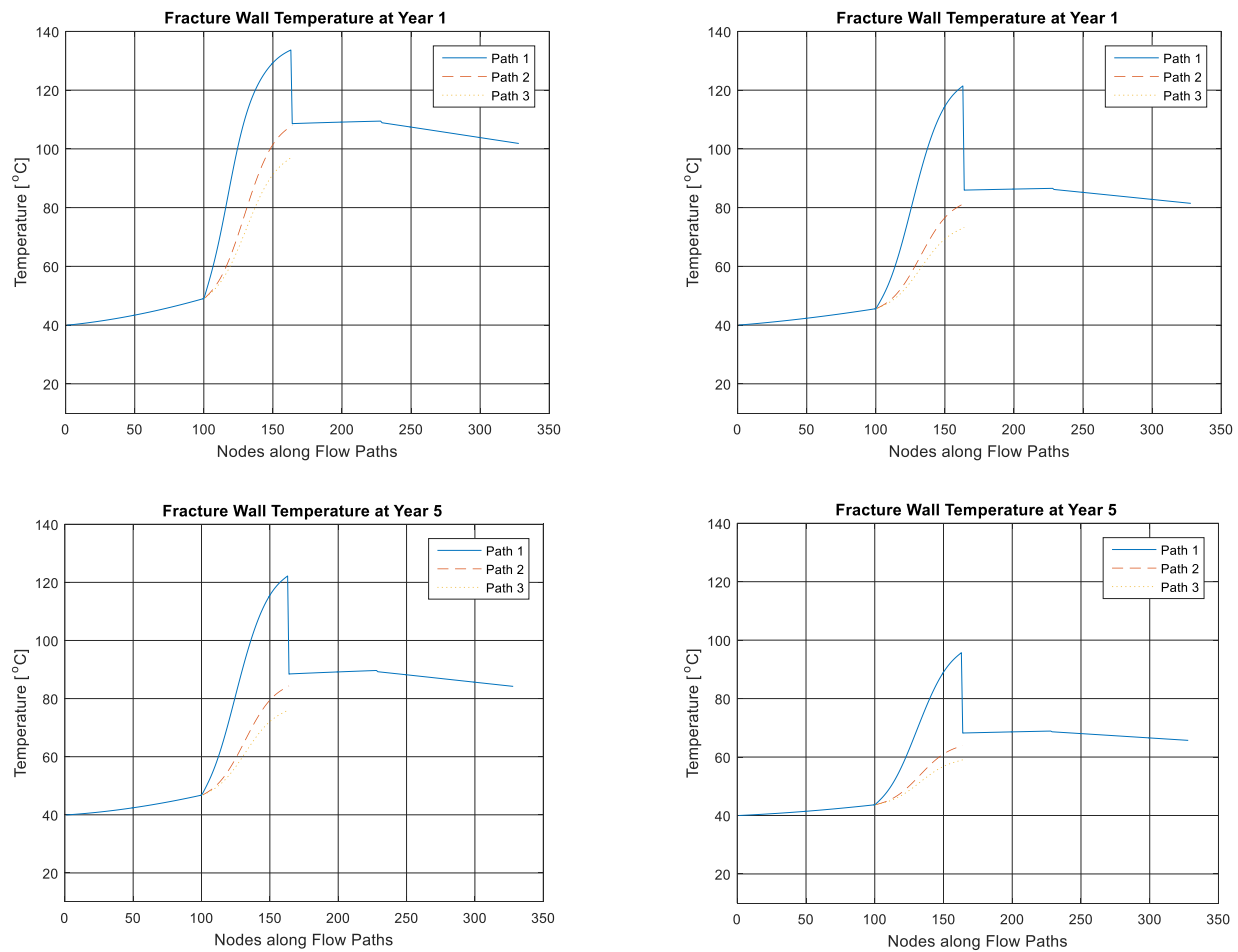 Fracture Wall Temperature at Year 1
140
120
100
80
60
40
20
0 50 100 150 200 250 300 350
Temperature [ °C]
Nodes along Flow Paths
Path 1
Path 2
Path 3
Fracture Wall Temperature at Year 1
140
120
100
80
60
40
20
0 50 100 150 200 250 300 350
Temperature [ °C]
Nodes along Flow Paths
Path 1
Path 2
Path 3
Fracture Wall Temperature at Year 5
140
120
100
80
60
40
20
0 50 100 150 200 250 300 350
Temperature [ °C]
Nodes along Flow Paths
Path 1
Path 2
Path 3
Fracture Wall Temperature at Year 5
140
120
100
80
60
40
20
0 50 100 150 200 250 300 350
Temperature [ °C]
Nodes along Flow Paths
Path 1
Path 2
Path 3